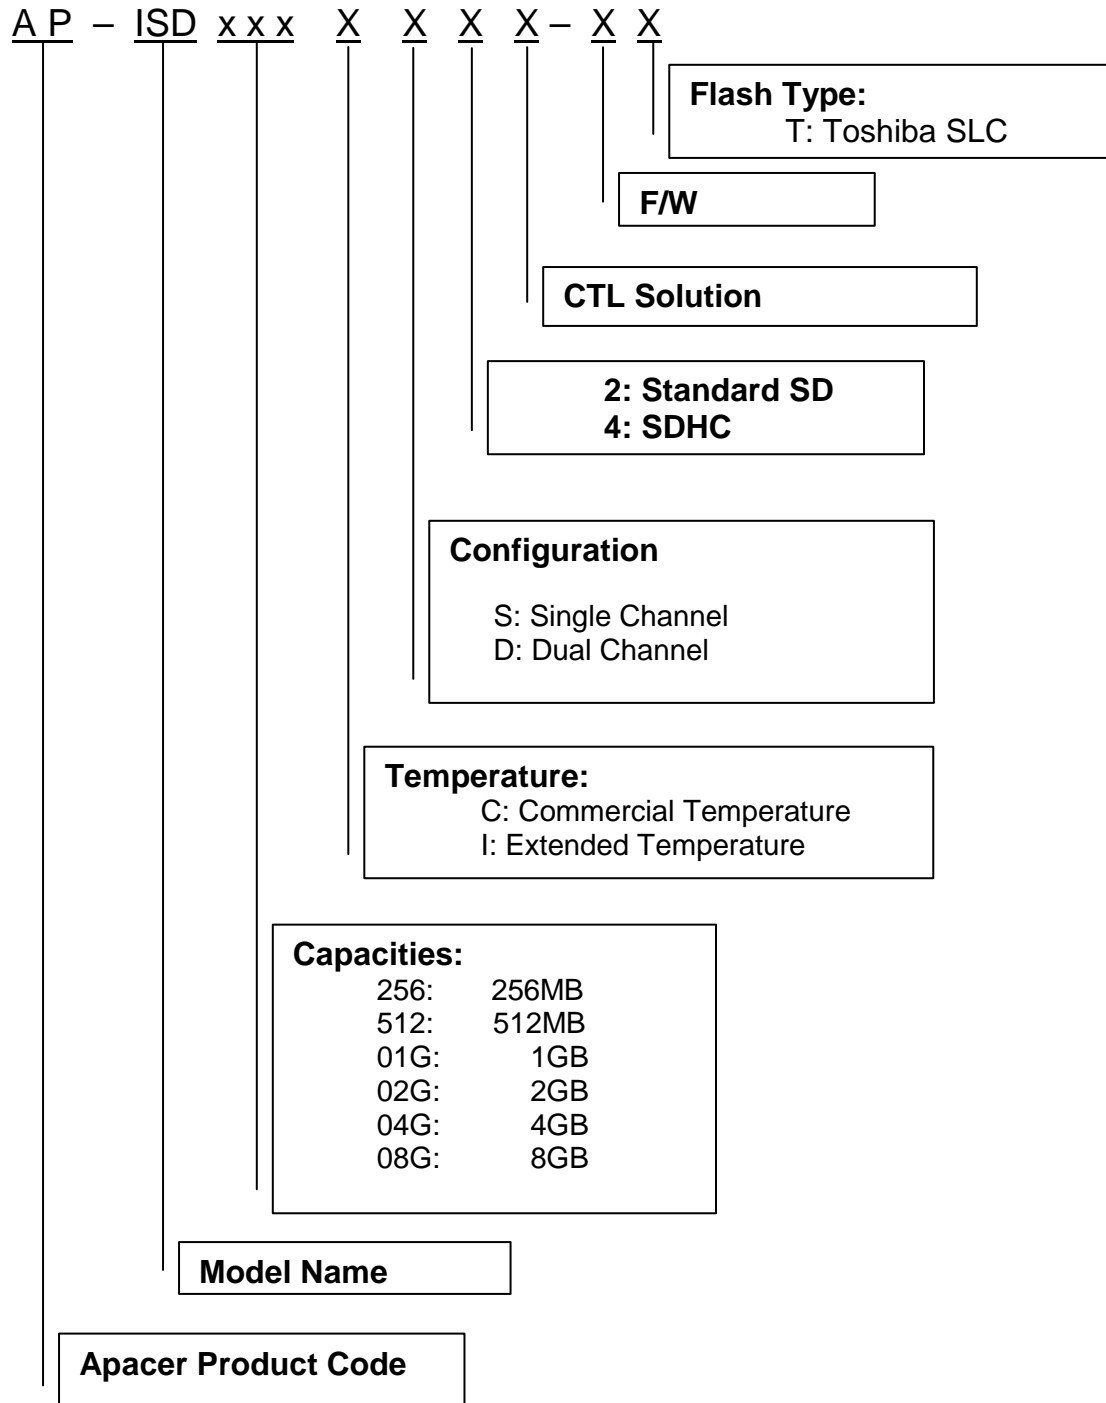 A P – ISD x x x X X X X – X X
Flash Type:
T: Toshiba SLC
F/W
CTL Solution
2: Standard SD
4: SDHC
Configuration
S: Single Channel
D: Dual Channel
Temperature:
C: Commercial Temperature
I: Extended Temperature
Capacities:
256: 256MB
512: 512MB
01G: 1GB
02G: 2GB
04G: 4GB
08G: 8GB
Model Name
Apacer Product Code